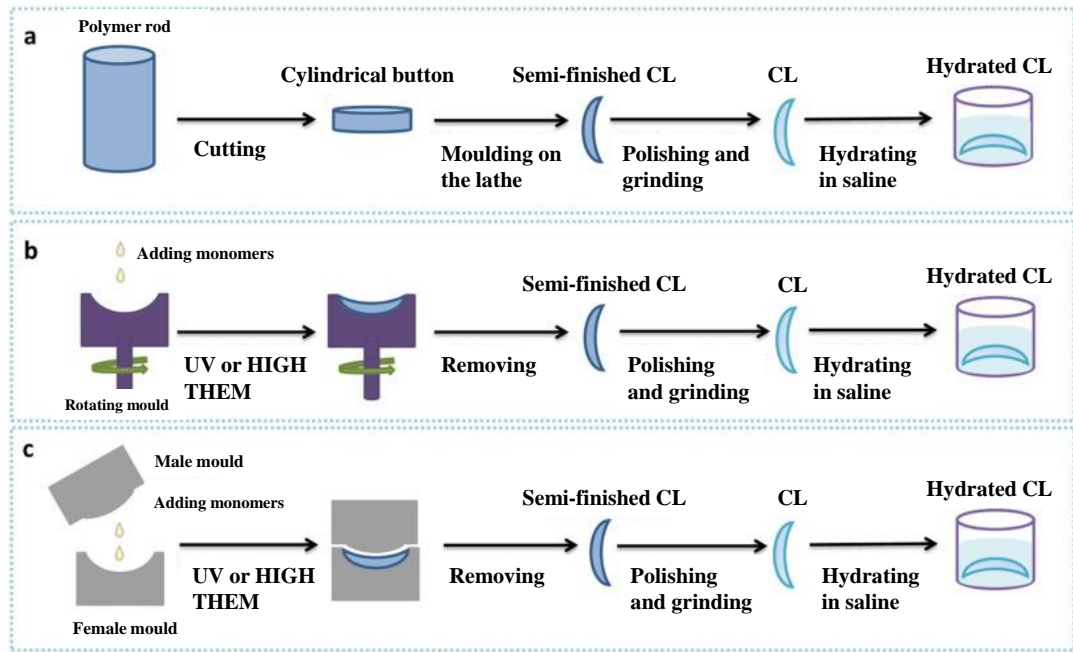 a
Polymer rod
Cutting
Cylindrical button
Moulding on
the lathe
Semi-finished CL
Polishing and
grinding
CL
Hydrating
in saline
Hydrated CL
b
Adding monomers
Rotating mould
UV or HIGH
THEM
Removing
Semi-finished CL
Polishing
and grinding
CL
Hydrating
in saline
Hydrated CL
c
Male mould
Adding monomers
Female mould
UV or HIGH
THEM
Removing
Semi-finished CL
Polishing
and grinding
CL
Hydrating
in saline
Hydrated CL